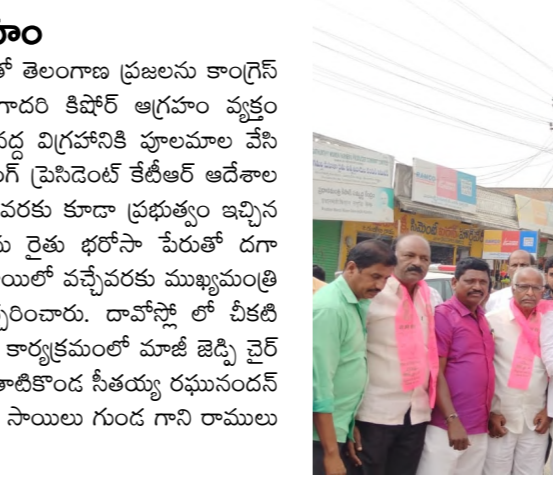 తో తెలంగాణ ప్రజలను కాంగ్రెస్
గాదరి కిషోర్ ఆగ్రహం వ్యక్తం
వద్ద విగ్రహానికి పూలమాల వేసి
ప్రెసిడెంట్ కేటీఆర్ ఆదేశాల
వరకు కూడా ప్రభుత్వం ఇచ్చిన
రైతు భరోసా పేరుతో దగా
వచ్చేవరకు ముఖ్యమంత్రి
దావోస్లో లో చీకటి
కార్యక్రమంలో మాజీ జెడ్పి చైర్
తాటికొండ సీతయ్య రఘునందన్
సాయిలు గుండ గాని రాములు